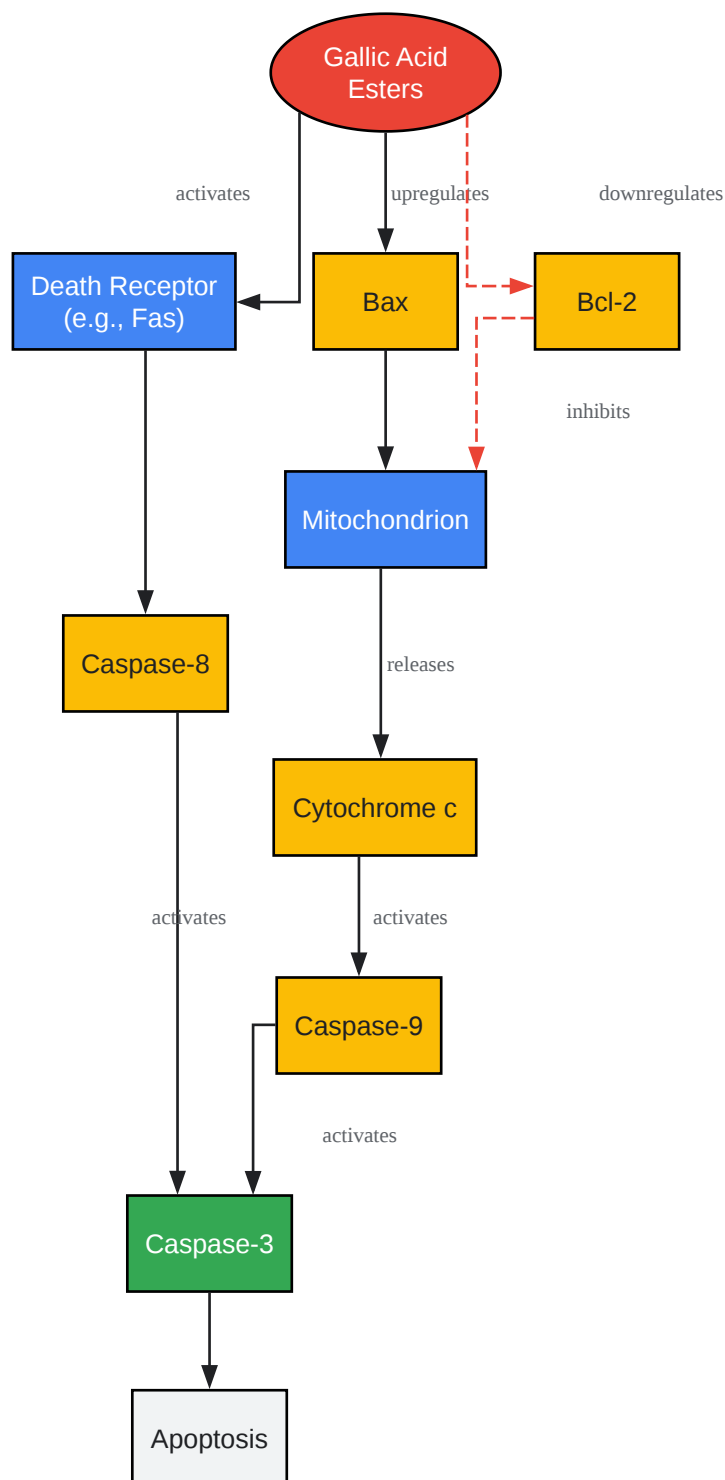 Gallic Acid
Esters
activates
upregulates
downregulates
Death Receptor
(e.g., Fas)
Bax
Bcl-2
inhibits
Mitochondrion
Caspase-8
releases
Cytochrome c
activates
activates
Caspase-9
activates
Caspase-3
Apoptosis